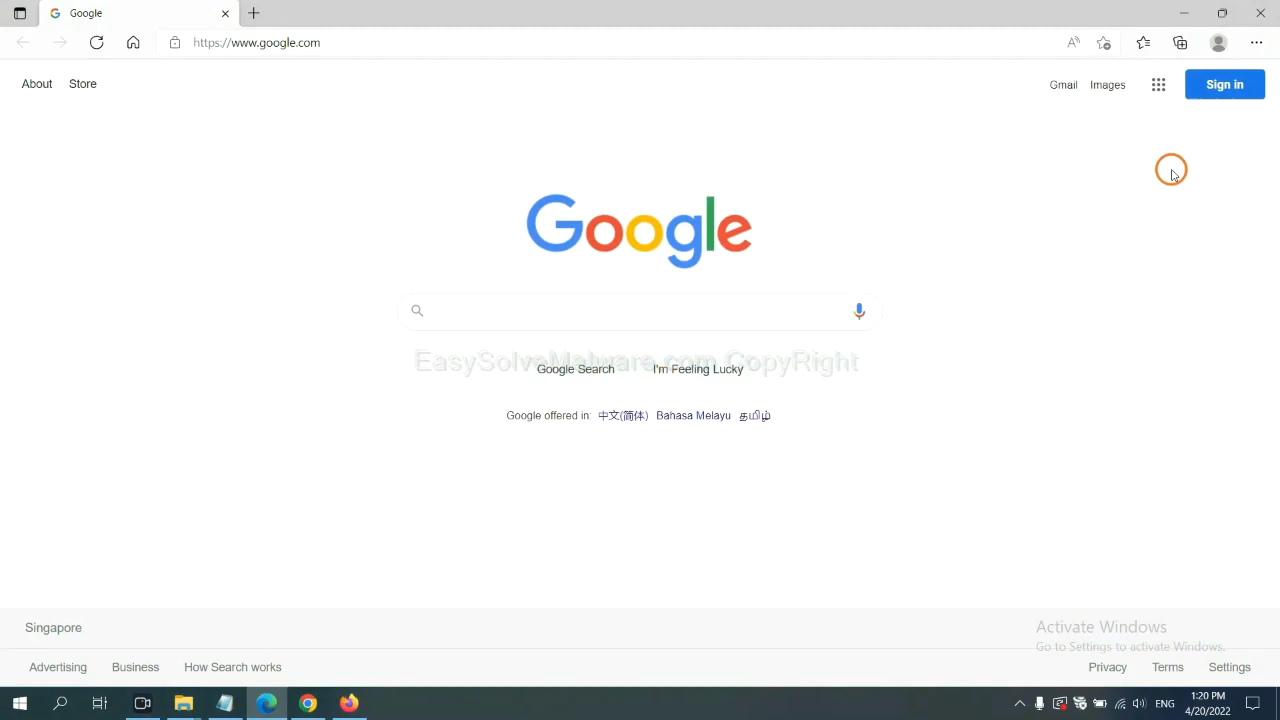 Google
https://www.google.com
About Store
Gmail Images Sign in
Google
EasySolveMalware.com CopyRight
Google Search I'm Feeling Lucky
Google offered in: 中文(简体) Bahasa Melayu தமிழ்
Singapore
Activate Windows
Go to Settings to activate Windows.
Advertising Business How Search works
Privacy Terms Settings
ENG
1:20 PM
4/20/2022